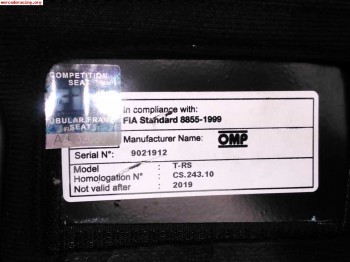 www.mercadoracing.org
COMPETITION
SEAT
TUBULAR FRAME
SEAT
In compliance with:
FIA Standard 8855-1999
Manufacturer Name: OMP
Serial N°: 9021912
Model : T-RS
Homologation N° : CS.243.10
Not valid after : 2019